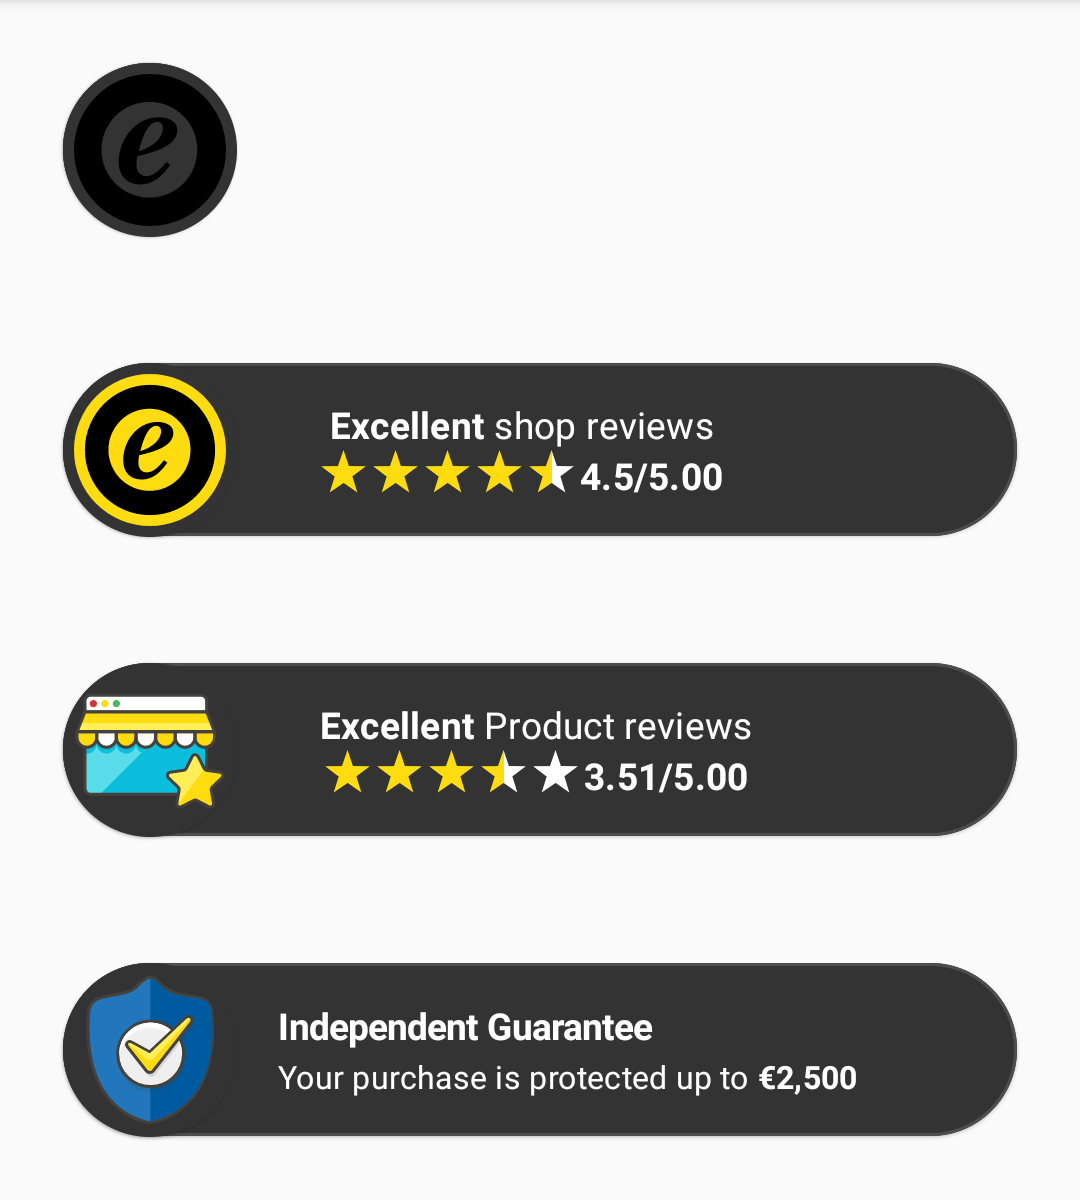 e
e
Excellent shop reviews
4.5/5.00
Excellent Product reviews
3.51/5.00
Independent Guarantee
Your purchase is protected up to €2,500